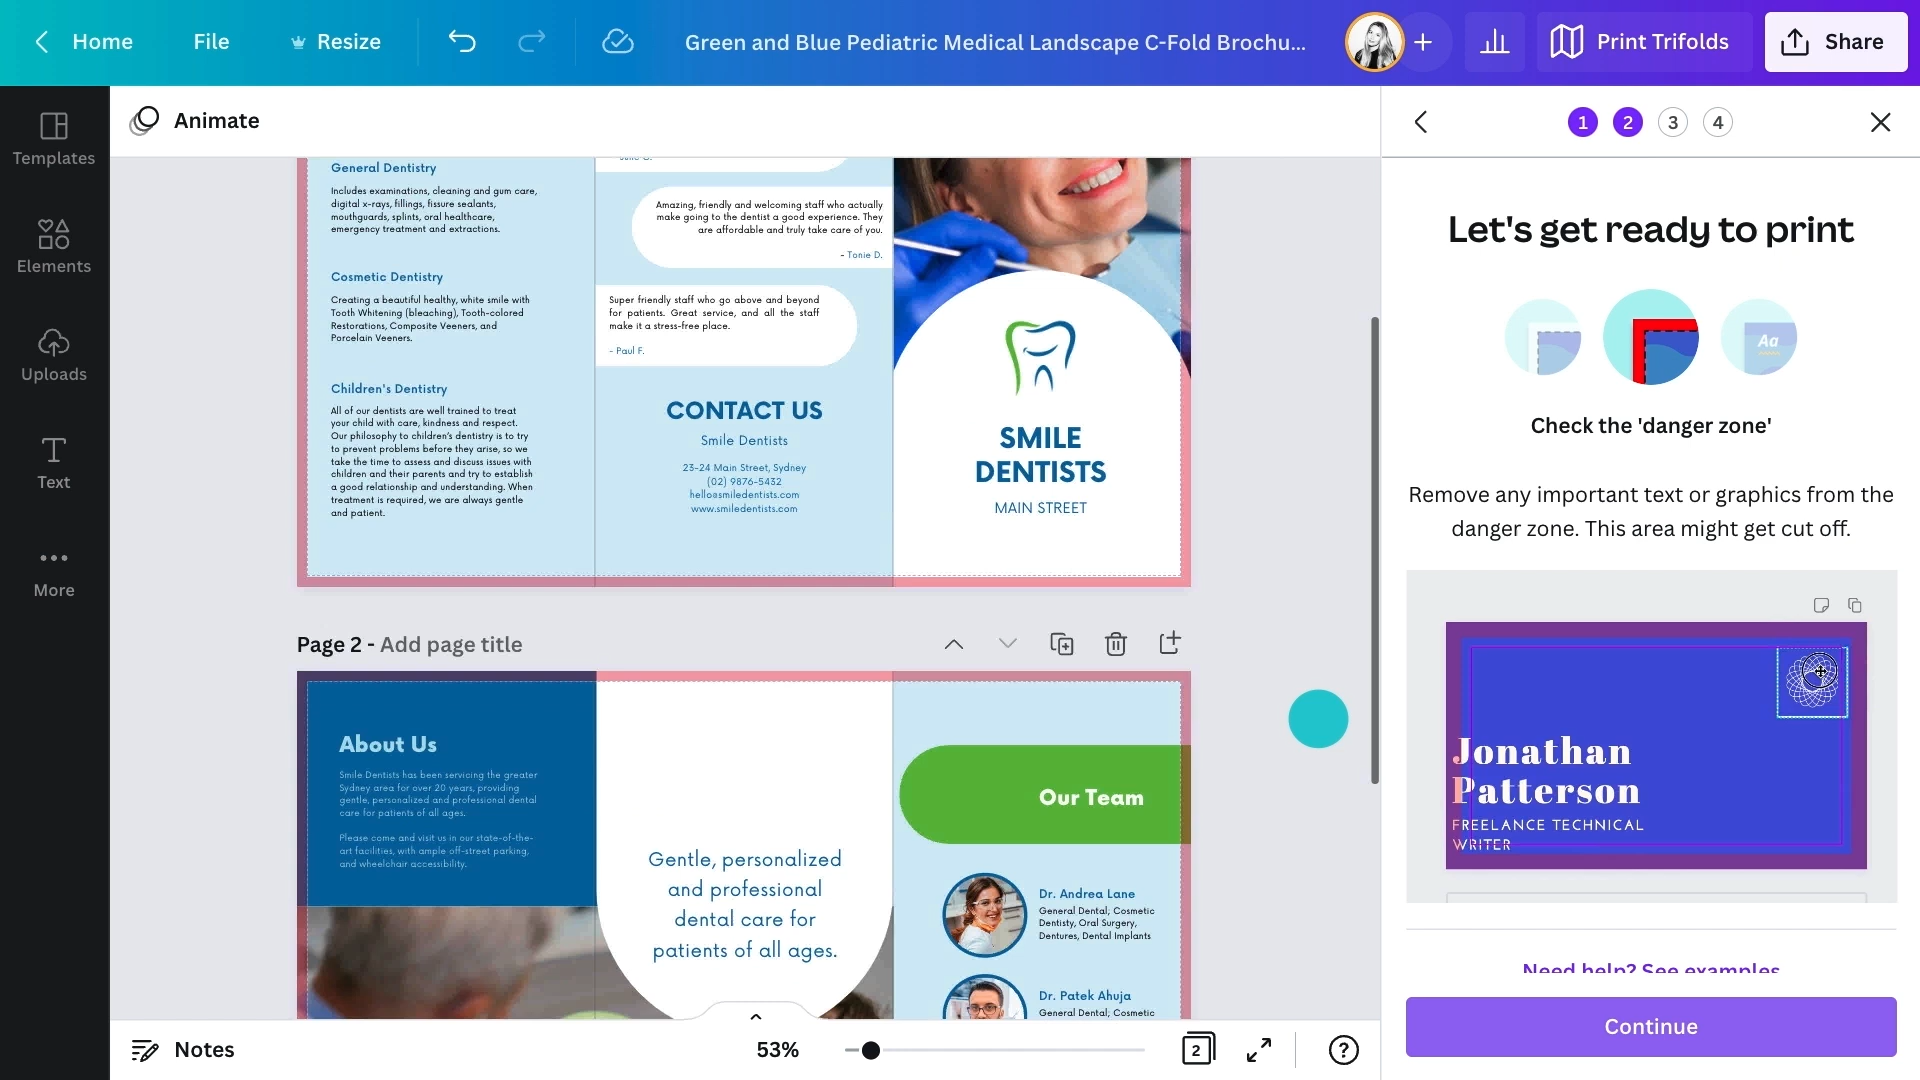 Home
File
Resize
Green and Blue Pediatric Medical Landscape C-Fold Brochu...
Print Trifolds
Share
Templates
Elements
Uploads
Text
More
Animate
General Dentistry
Includes examinations, cleaning and gum care,
digital x-rays, fillings, fissure sealants,
mouthguards, splints, oral healthcare,
emergency treatment and extractions.
Cosmetic Dentistry
Creating a beautiful healthy, white smile with
Tooth Whitening (bleaching), Tooth-colored
Restorations, Composite Veneers, and
Porcelain Veneers.
Children's Dentistry
All of our dentists are well trained to treat
your child with care, kindness and respect.
Our philosophy to children's dentistry is to try
to prevent problems before they arise, so we
take the time to assess and discuss issues with
children and their parents and try to establish
a good relationship and understanding. When
treatment is required, we are always gentle
and patient.
Amazing, friendly and welcoming staff who actually
make going to the dentist a good experience. They
are affordable and truly take care of you.
- Tonie D.
Super friendly staff who go above and beyond
for patients. Great service, and all the staff
make it a stress-free place.
- Paul F.
CONTACT US
Smile Dentists
23-24 Main Street, Sydney
(02) 9876-5432
hello@smiledentists.com
www.smiledentists.com
SMILE
DENTISTS
MAIN STREET
Page 2 - Add page title
About Us
Smile Dentists has been servicing the greater
Sydney area for over 20 years, providing
gentle, personalized and professional dental
care for patients of all ages.
Please come and visit us in our state-of-the-
art facilities, with ample off-street parking,
and wheelchair accessibility.
Gentle, personalized
and professional
dental care for
patients of all ages.
Our Team
Dr. Andrea Lane
General Dental; Cosmetic
Dentisty, Oral Surgery,
Dentures, Dental Implants
Dr. Patek Ahuja
General Dental; Cosmetic
Notes
53%
2
?
1 2 3 4
Let's get ready to print
Aa
Check the 'danger zone'
Remove any important text or graphics from the
danger zone. This area might get cut off.
Jonathan
Patterson
FREELANCE TECHNICAL
WRITER
Need help? See examples
Continue